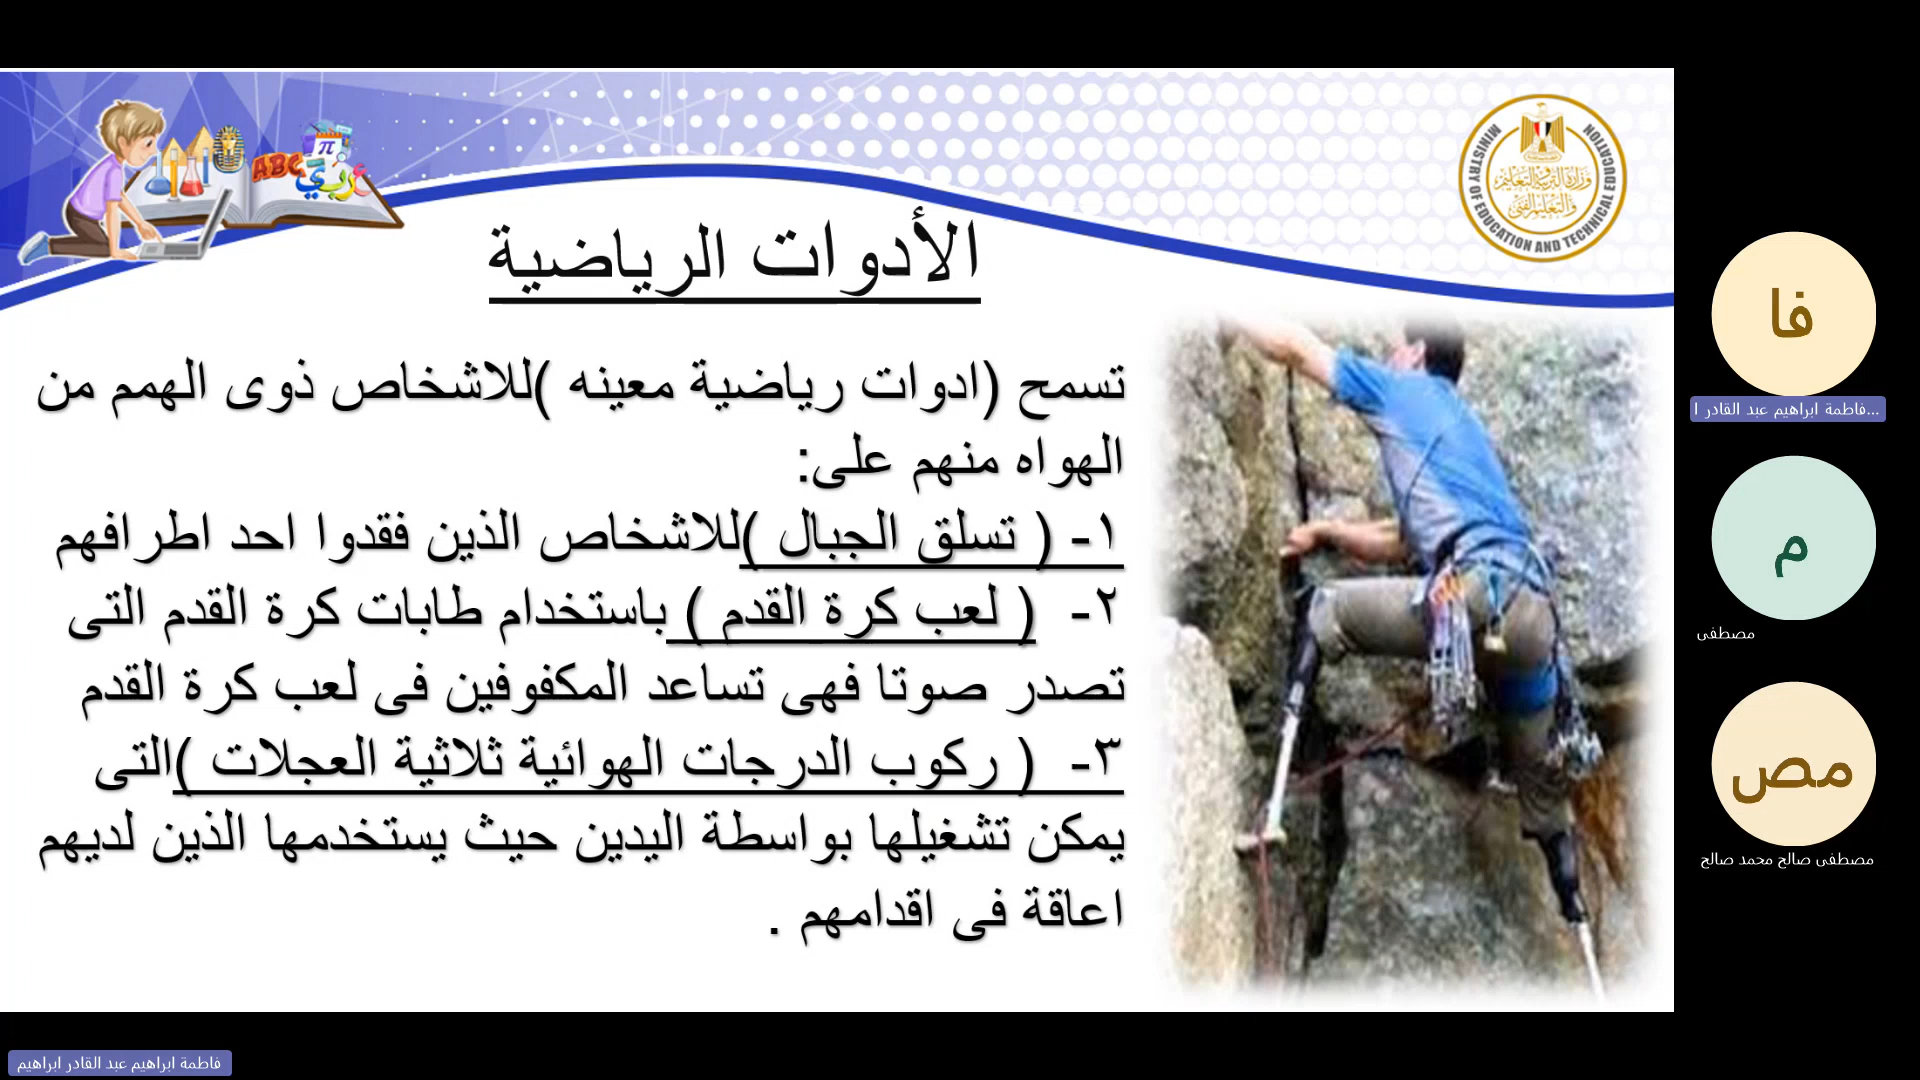 الأدوات الرياضية
تسمح (ادوات رياضية معينه )للاشخاص ذوى الهمم من
الهواه منهم على:
١- ( تسلق الجبال )للاشخاص الذين فقدوا احد اطرافهم
٢- ( لعب كرة القدم ) باستخدام طابات كرة القدم التى
تصدر صوتا فهى تساعد المكفوفين فى لعب كرة القدم
٣- ( ركوب الدرجات الهوائية ثلاثية العجلات )التى
يمكن تشغيلها بواسطة اليدين حيث يستخدمها الذين لديهم
اعاقة فى اقدامهم .
ABC
عربي
π
وزارة التربية والتعليم
والتعليم الفنى
MINISTRY OF EDUCATION AND TECHNICAL EDUCATION
فا
فاطمة ابراهيم عبد القادر ا...
م
مصطفى
مص
مصطفى صالح محمد صالح
فاطمة ابراهيم عبد القادر ابراهيم